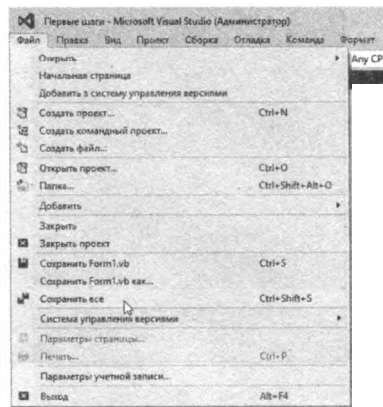 Первые шаги - Microsoft Visual Studio (Администратор)
Файл Правка Вид Проект Сборка Отладка Команда Формат
Открыть Any CP
Начальная страница
Добавить в систему управления версиями
Создать проект... Ctrl+N
Создать командный проект...
Создать файл...
Открыть проект... Ctrl+O
Папка... Ctrl+Shift+Alt+O
Добавить
Закрыть
Закрыть проект
Сохранить Form1.vb Ctrl+S
Сохранить Form1.vb как...
Сохранить все Ctrl+Shift+S
Система управления версиями
Параметры страницы...
Печать... Ctrl+P
Параметры учетной записи...
Выход Alt+F4